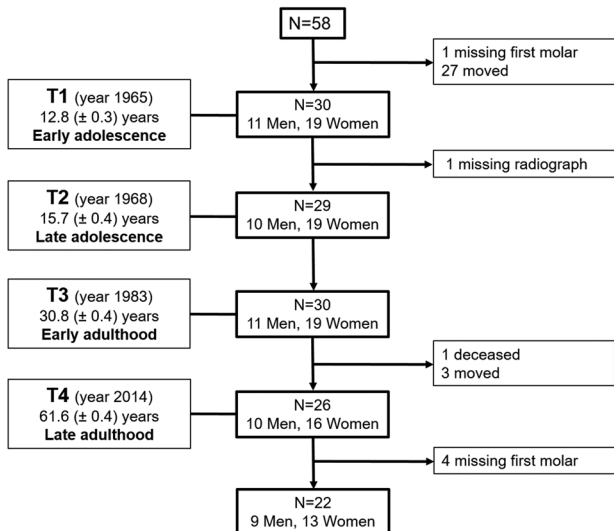 N=58
1 missing first molar
27 moved
T1 (year 1965)
12.8 (± 0.3) years
Early adolescence
N=30
11 Men, 19 Women
1 missing radiograph
T2 (year 1968)
15.7 (± 0.4) years
Late adolescence
N=29
10 Men, 19 Women
T3 (year 1983)
30.8 (± 0.4) years
Early adulthood
N=30
11 Men, 19 Women
1 deceased
3 moved
T4 (year 2014)
61.6 (± 0.4) years
Late adulthood
N=26
10 Men, 16 Women
4 missing first molar
N=22
9 Men, 13 Women